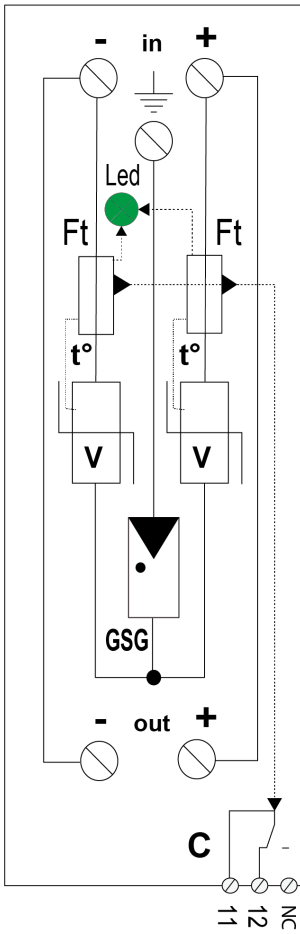 - in +
Led
Ft Ft
t° t°
V V
GSG
- out +
C
11 12 NC